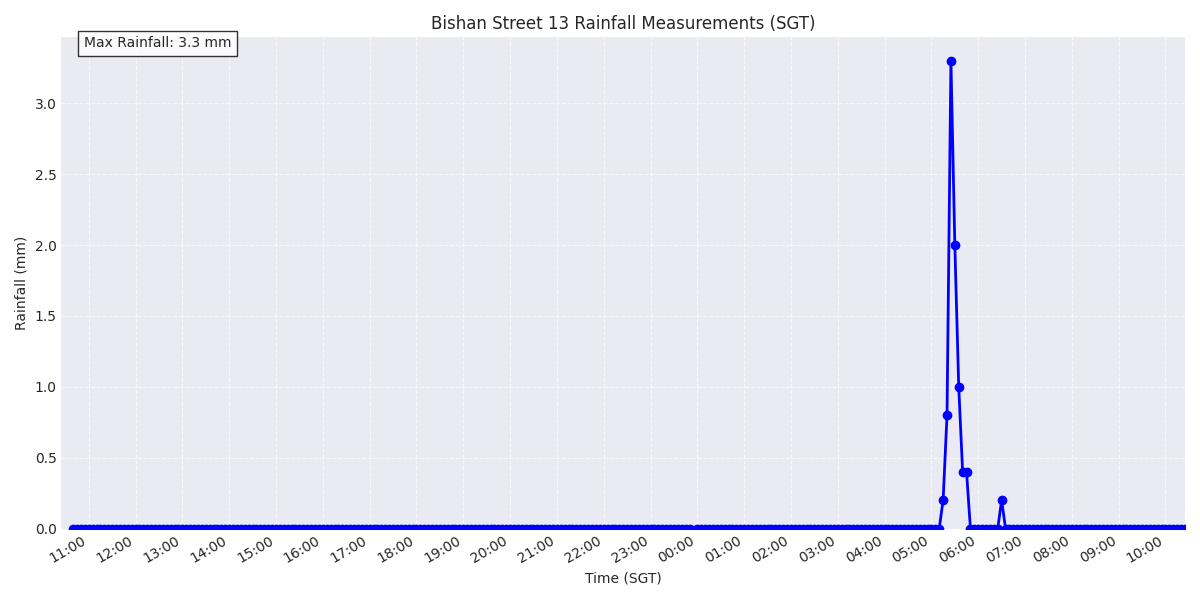 Bishan Street 13 Rainfall Measurements (SGT)
Max Rainfall: 3.3 mm
3.0
2.5
2.0
1.5
1.0
0.5
0.0
Rainfall (mm)
11:00 12:00 13:00 14:00 15:00 16:00 17:00 18:00 19:00 20:00 21:00 22:00 23:00 00:00 01:00 02:00 03:00 04:00 05:00 06:00 07:00 08:00 09:00 10:00
Time (SGT)